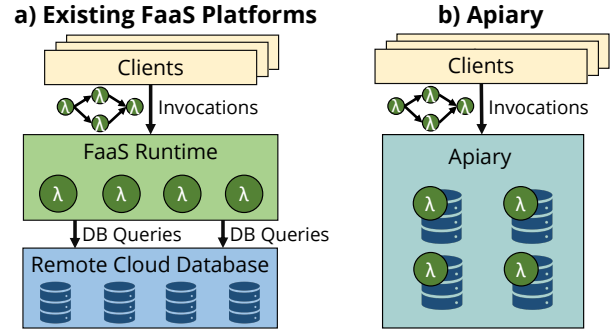 a) Existing FaaS Platforms
Clients
λ
λ
λ
λ
Invocations
FaaS Runtime
λ
λ
λ
λ
DB Queries
DB Queries
Remote Cloud Database
b) Apiary
Clients
λ
λ
λ
λ
Invocations
Apiary
λ
λ
λ
λ